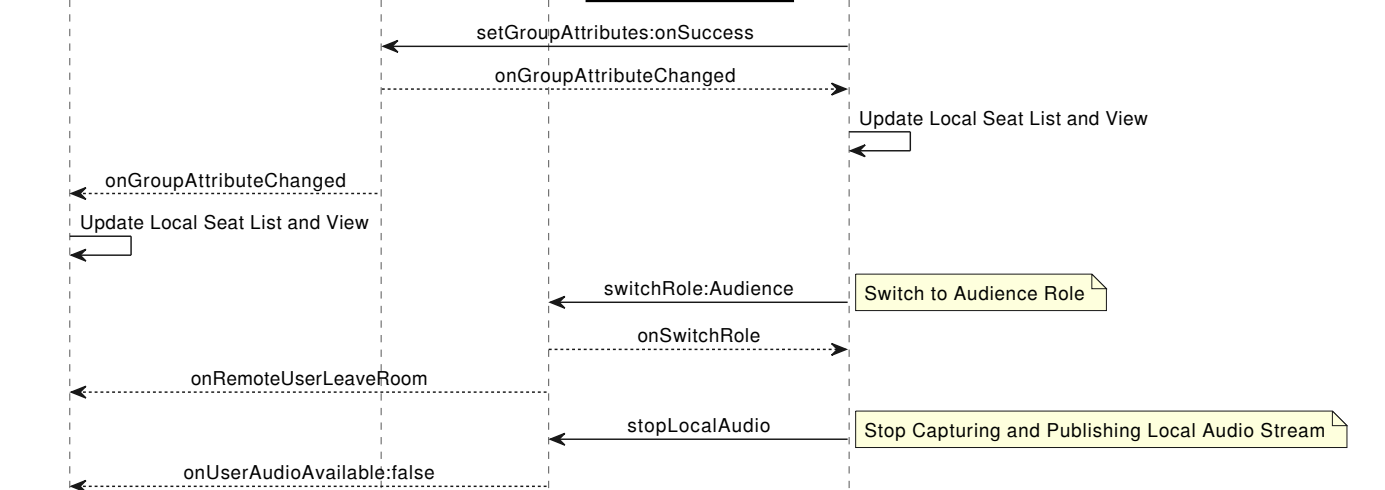 setGroupAttributes:onSuccess
onGroupAttributeChanged
Update Local Seat List and View
onGroupAttributeChanged
Update Local Seat List and View
switchRole:Audience
Switch to Audience Role
onSwitchRole
onRemoteUserLeaveRoom
stopLocalAudio
Stop Capturing and Publishing Local Audio Stream
onUserAudioAvailable:false